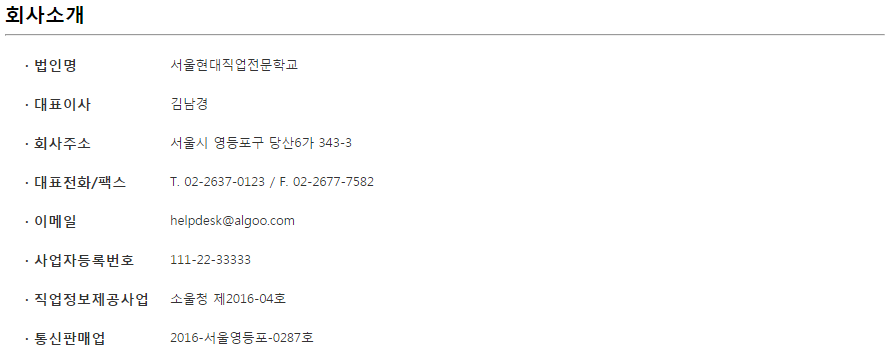 회사소개
· 법인명 서울현대직업전문학교
· 대표이사 김남경
· 회사주소 서울시 영등포구 당산6가 343-3
· 대표전화/팩스 T. 02-2637-0123 / F. 02-2677-7582
· 이메일 helpdesk@algoo.com
· 사업자등록번호 111-22-33333
· 직업정보제공사업 소울청 제2016-04호
· 통신판매업 2016-서울영등포-0287호